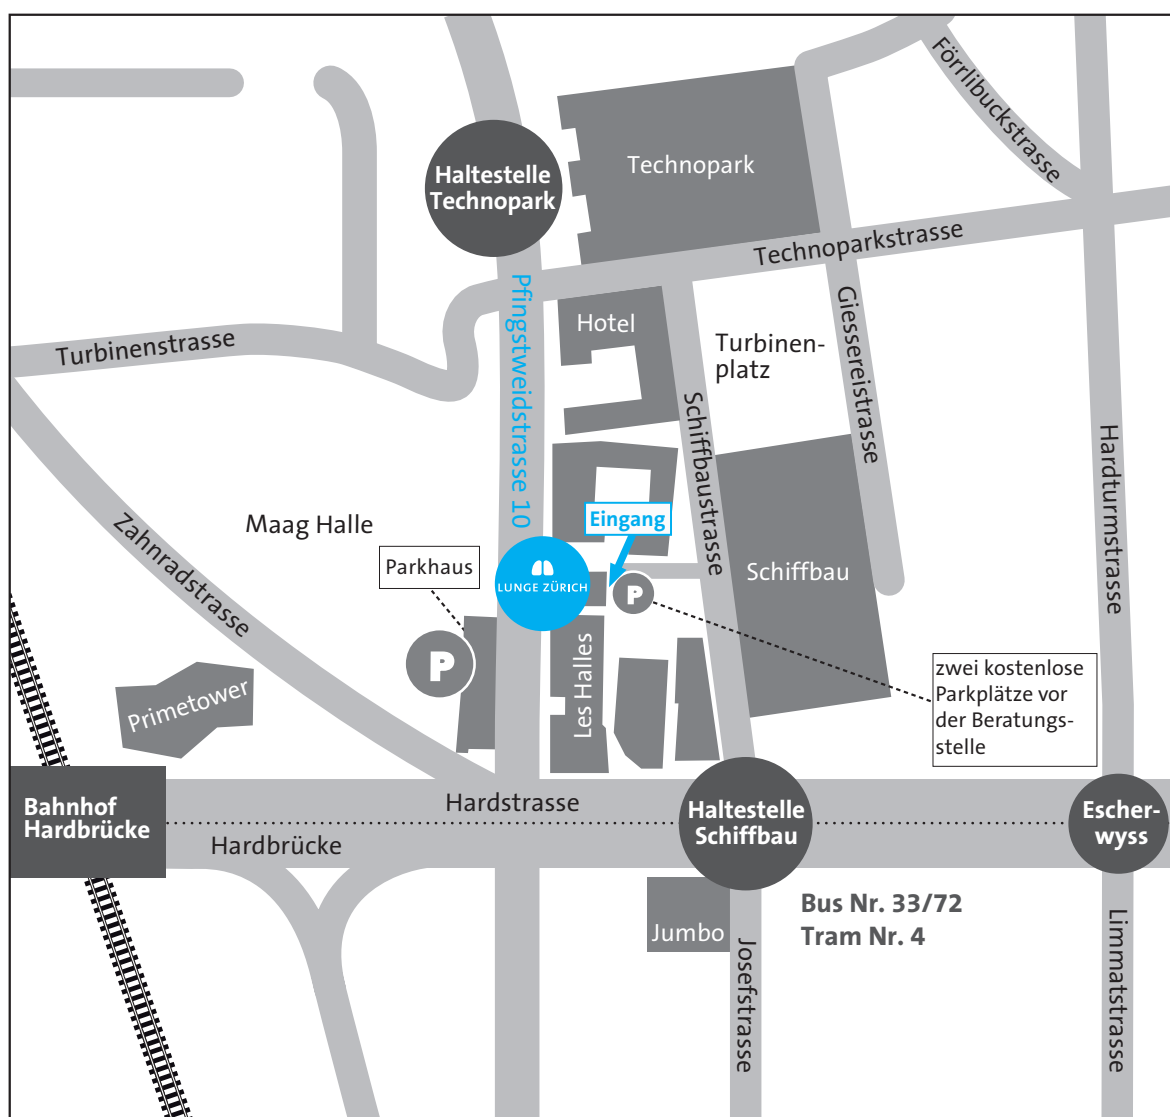 Förrlibuckstrasse
Haltestelle
Technopark
Technopark
Technoparkstrasse
Pfingstweidstrasse 10
Hotel
Turbinen-
platz
Giessereistrasse
Turbinenstrasse
Schiffbaustrasse
Hardturmstrasse
Zahnradstrasse
Maag Halle
Eingang
Parkhaus
LUNGE ZÜRICH
P
Schiffbau
P
Les Halles
zwei kostenlose
Parkplätze vor
der Beratungs-
stelle
Primetower
Bahnhof
Hardbrücke
Hardstrasse
Haltestelle
Schiffbau
Escher-
wyss
Hardbrücke
Bus Nr. 33/72
Tram Nr. 4
Jumbo
Josefstrasse
Limmatstrasse